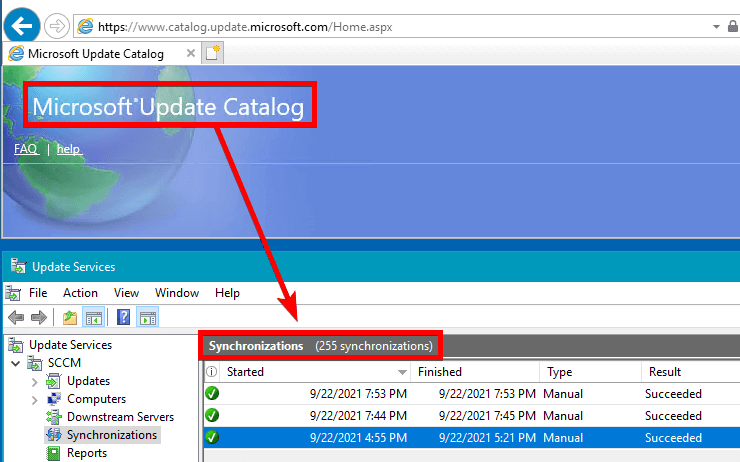 https://www.catalog.update.microsoft.com/Home.aspx
Microsoft Update Catalog
Microsoft®Update Catalog
FAQ | help
Update Services
File Action View Window Help
Update Services
SCCM
Updates
Computers
Downstream Servers
Synchronizations
Reports
Synchronizations (255 synchronizations)
Started Finished Type Result
9/22/2021 7:53 PM 9/22/2021 7:53 PM Manual Succeeded
9/22/2021 7:44 PM 9/22/2021 7:45 PM Manual Succeeded
9/22/2021 4:55 PM 9/22/2021 5:21 PM Manual Succeeded